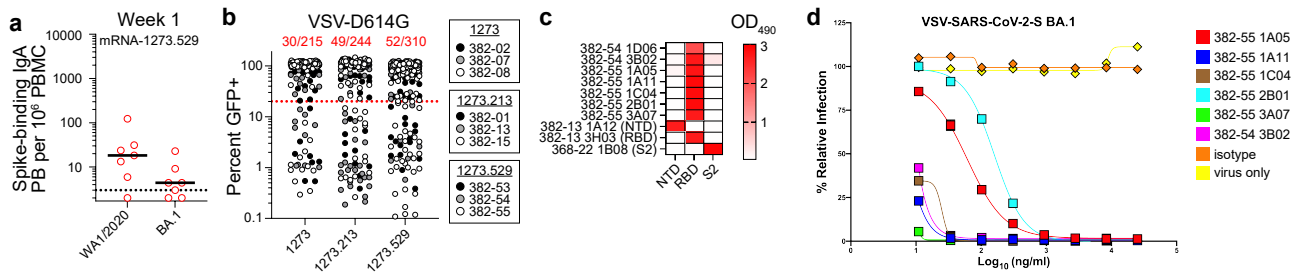 a
Week 1
mRNA-1273.529
Spike-binding IgA
PB per 10⁶ PBMC
10000
1000
100
10
WA1/2020
BA.1
b
VSV-D614G
30/215
49/244
52/310
Percent GFP+
100
10
1
0.1
1273
1273.213
1273.529
1273
382-02
382-07
382-08
1273.213
382-01
382-13
382-15
1273.529
382-53
382-54
382-55
c
OD490
382-54 1D06
382-54 3B02
382-55 1A05
382-55 1A11
382-55 1C04
382-55 2B01
382-55 3A07
382-13 1A12 (NTD)
382-13 3H03 (RBD)
368-22 1B08 (S2)
NTD
RBD
S2
3
2
1
d
VSV-SARS-CoV-2-S BA.1
% Relative Infection
125
100
75
50
25
0
0
1
2
3
4
5
Log10 (ng/ml)
382-55 1A05
382-55 1A11
382-55 1C04
382-55 2B01
382-55 3A07
382-54 3B02
isotype
virus only